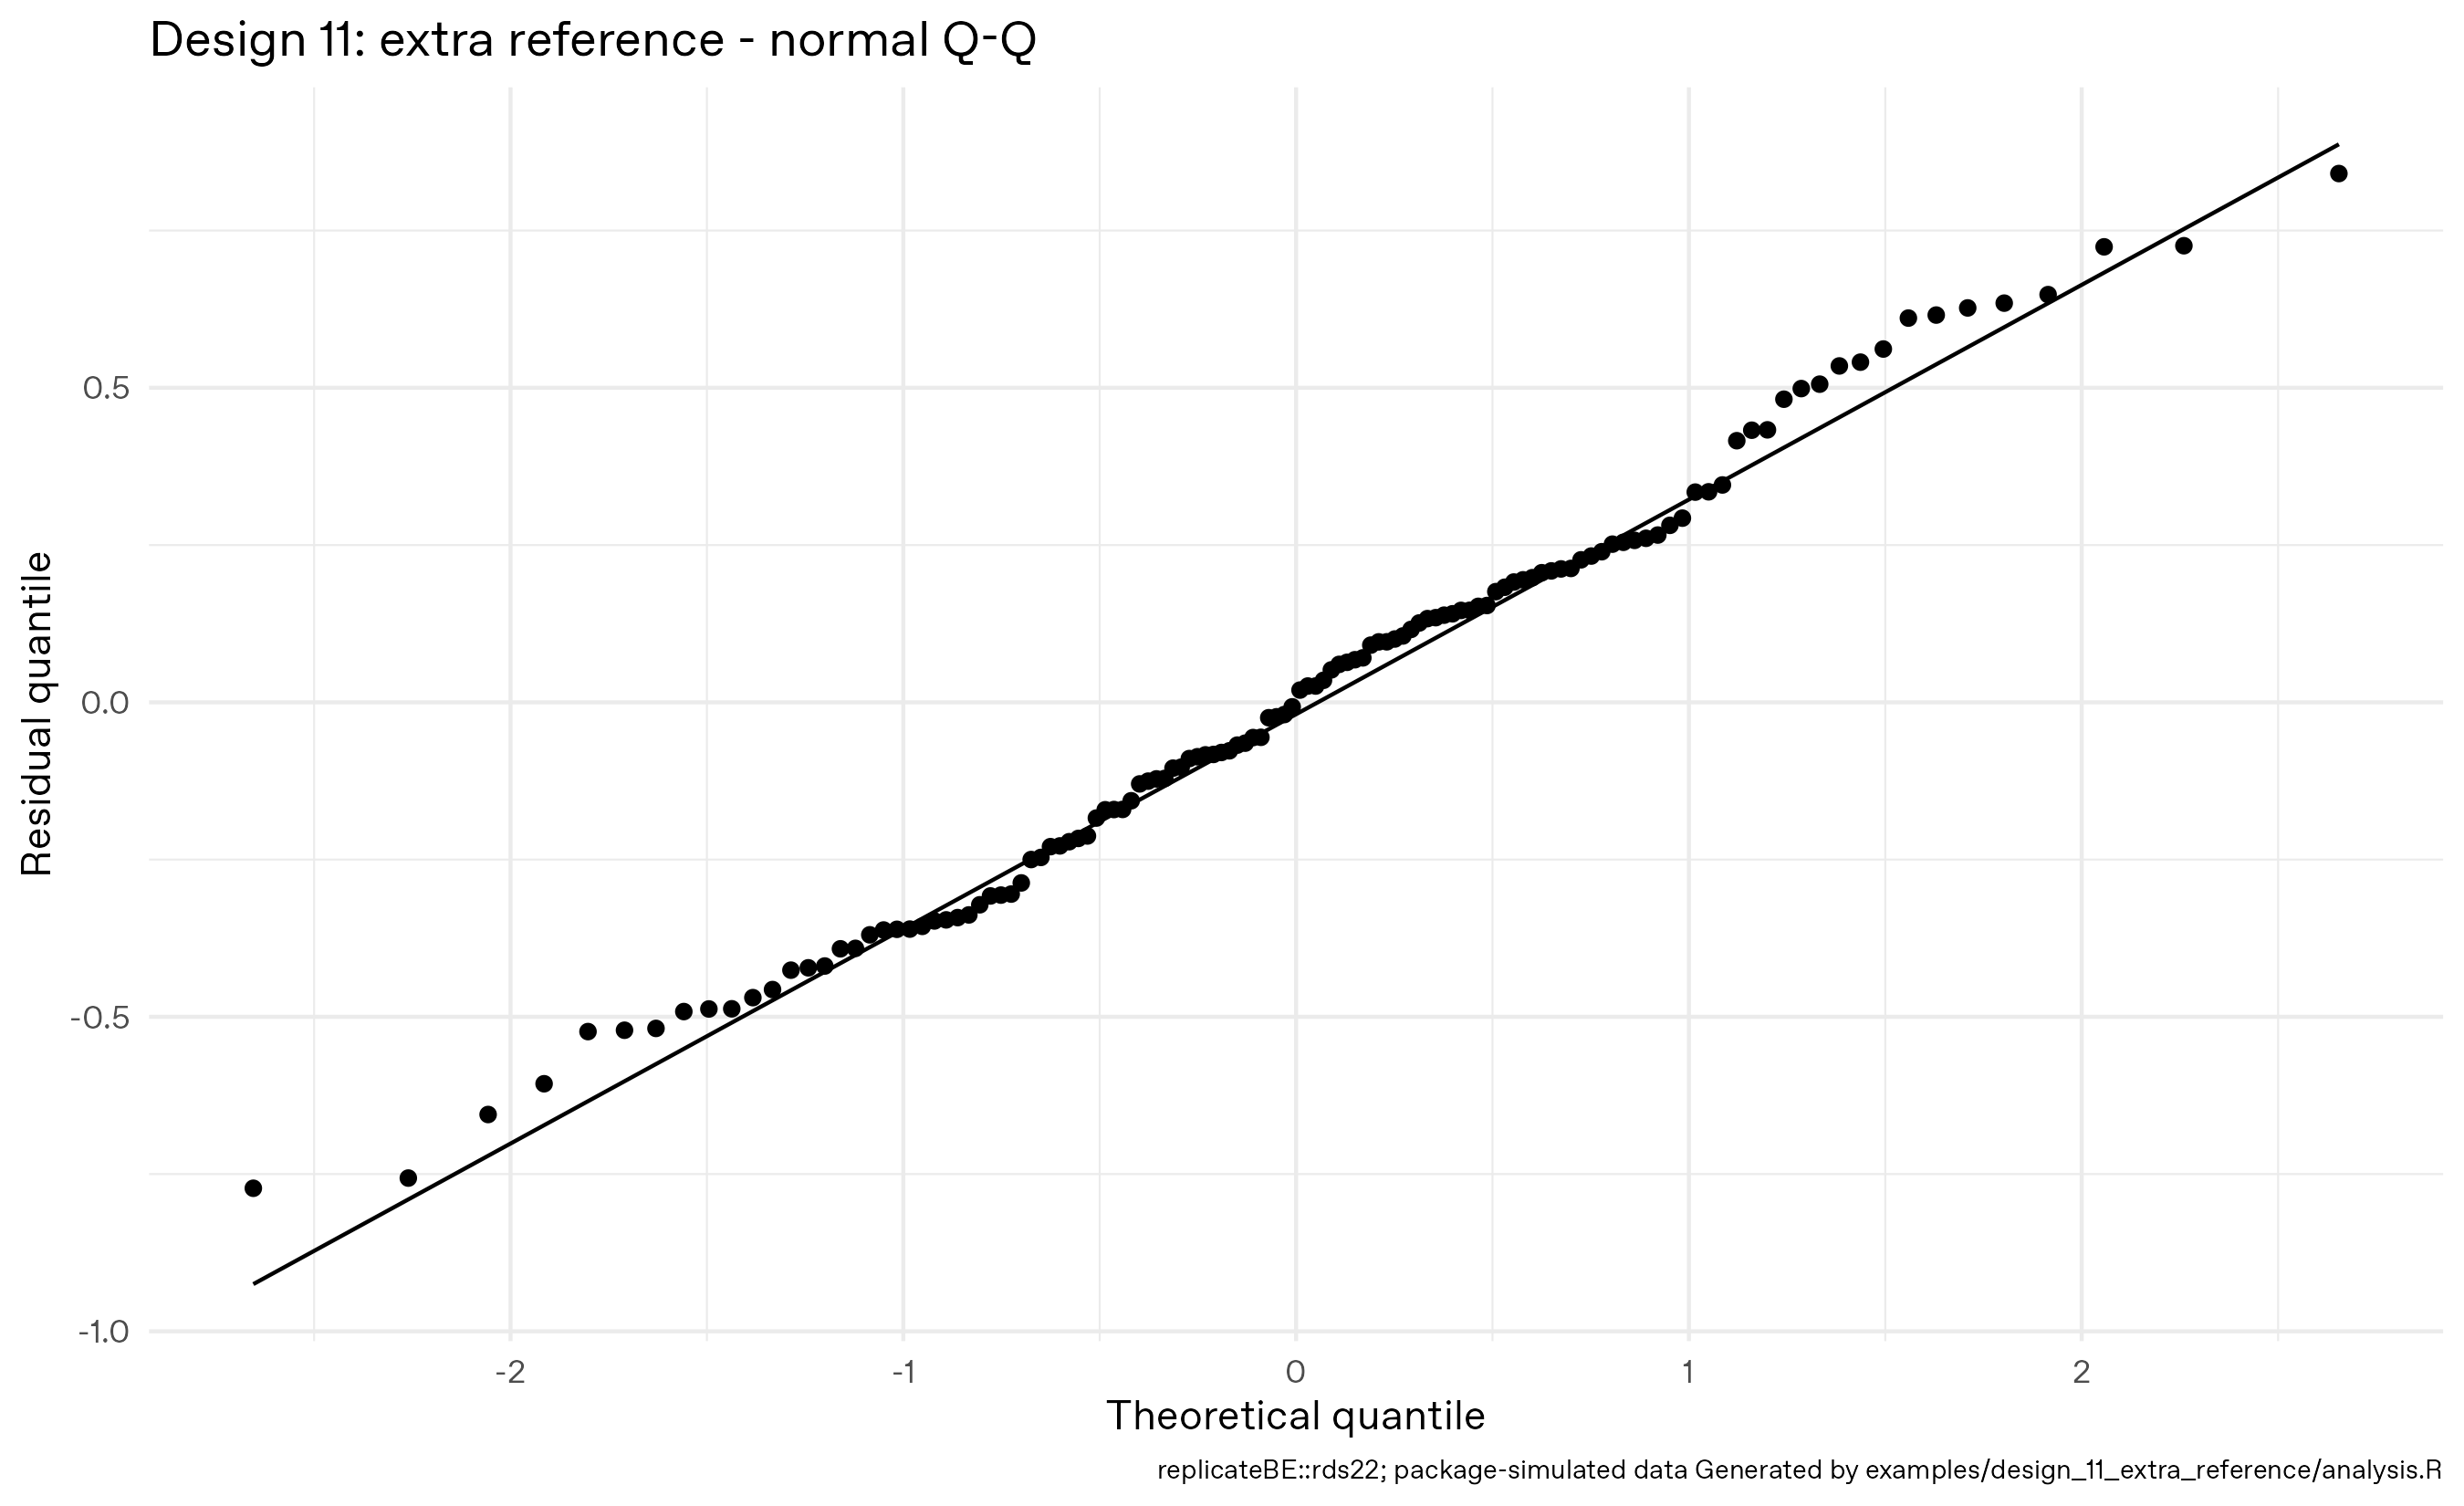 Design 11: extra reference - normal Q-Q
Residual quantile
0.5
0.0
-0.5
-1.0
-2
-1
0
1
2
Theoretical quantile
replicateBE::rds22; package-simulated data Generated by examples/design_11_extra_reference/analysis.R